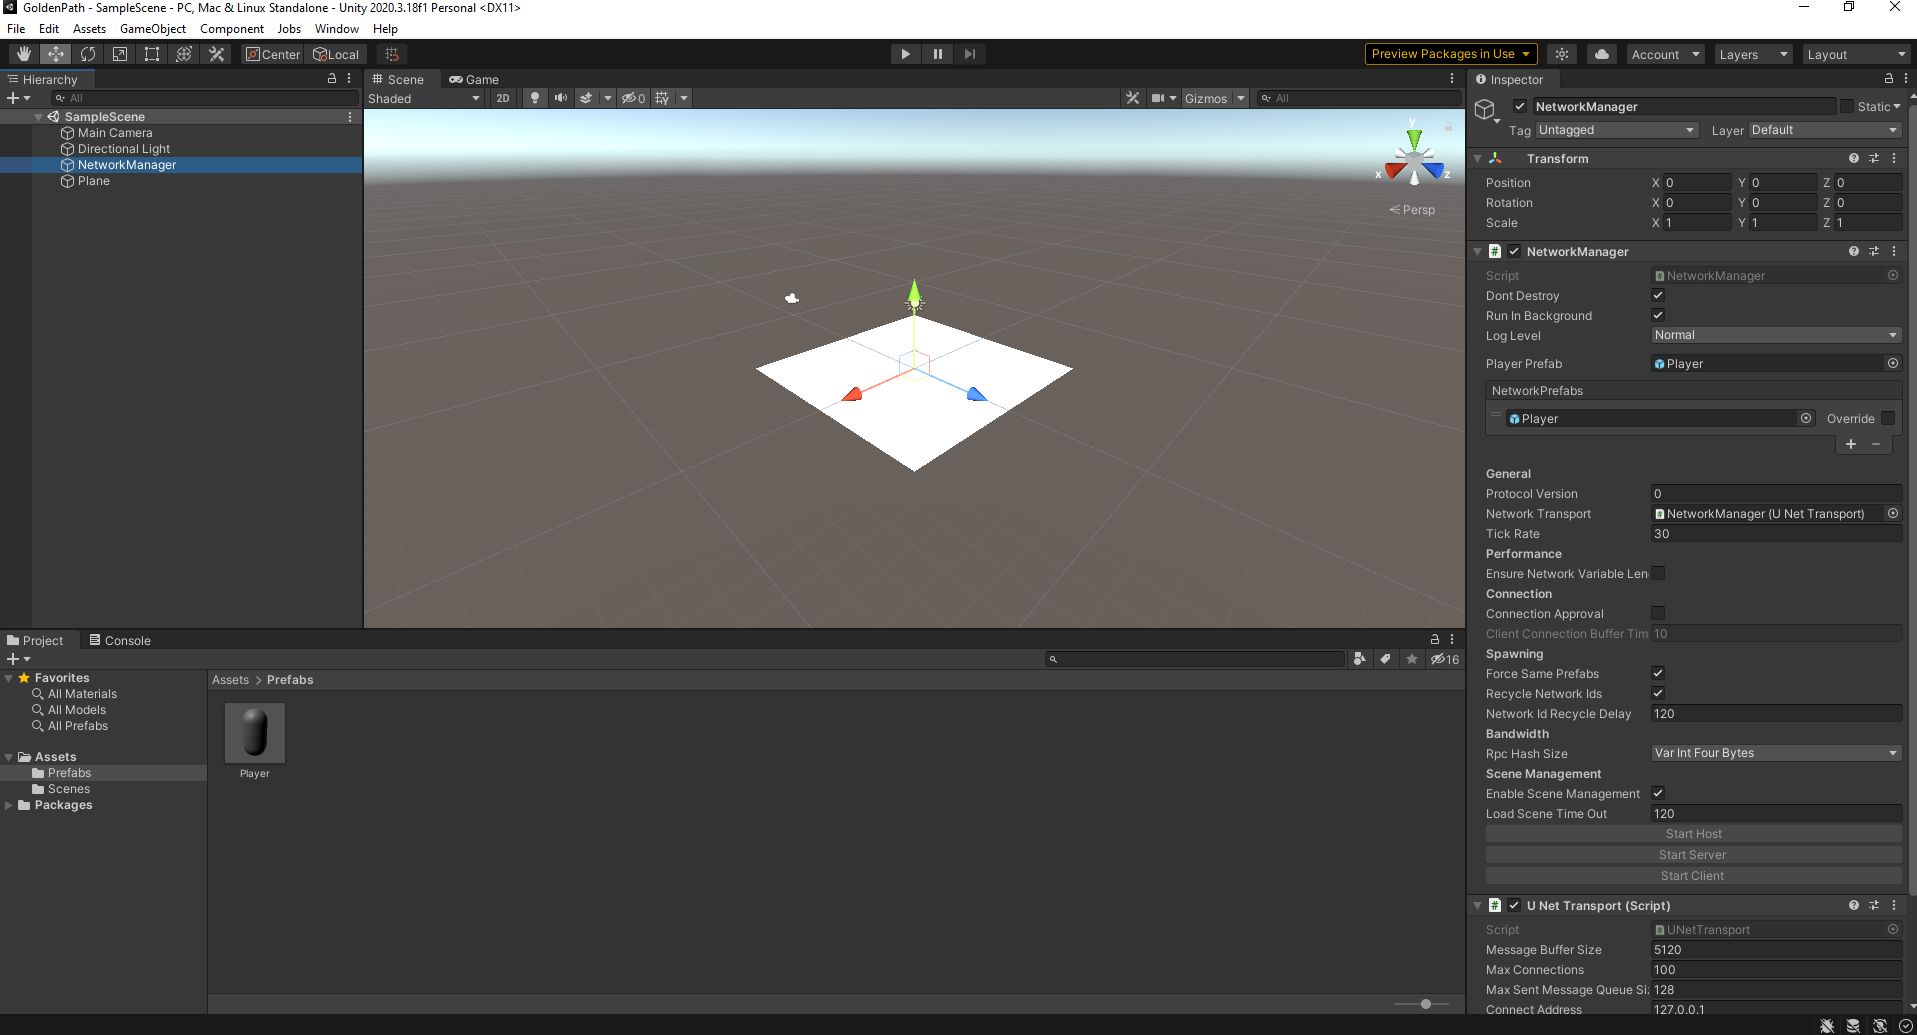 GoldenPath - SampleScene - PC, Mac & Linux Standalone - Unity 2020.3.18f1 Personal <DX11>
File Edit Assets GameObject Component Jobs Window Help
Center Local Preview Packages in Use Account Layers Layout
Hierarchy
All
SampleScene
Main Camera
Directional Light
NetworkManager
Plane
Scene Game
Shaded 2D 0 Gizmos All
y
x z
Persp
Project Console
16
Favorites
All Materials
All Models
All Prefabs
Assets
Prefabs
Scenes
Packages
Assets > Prefabs
Player
Inspector
NetworkManager Static
Tag Untagged Layer Default
Transform
Position X 0 Y 0 Z 0
Rotation X 0 Y 0 Z 0
Scale X 1 Y 1 Z 1
# NetworkManager
Script NetworkManager
Dont Destroy
Run In Background
Log Level Normal
Player Prefab Player
NetworkPrefabs
Player Override
+ −
General
Protocol Version 0
Network Transport NetworkManager (U Net Transport)
Tick Rate 30
Performance
Ensure Network Variable Len
Connection
Connection Approval
Client Connection Buffer Tim 10
Spawning
Force Same Prefabs
Recycle Network Ids
Network Id Recycle Delay 120
Bandwidth
Rpc Hash Size Var Int Four Bytes
Scene Management
Enable Scene Management
Load Scene Time Out 120
Start Host
Start Server
Start Client
# U Net Transport (Script)
Script UNetTransport
Message Buffer Size 5120
Max Connections 100
Max Sent Message Queue Si: 128
Connect Address 127.0.0.1